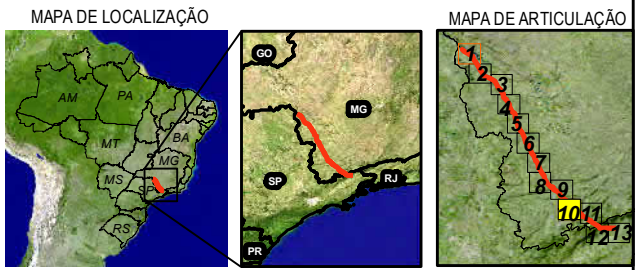 MAPA DE LOCALIZAÇÃO
AM
PA
MT
BA
MG
MS
SP
RS
GO
MG
SP
RJ
PR
MAPA DE ARTICULAÇÃO
1
2
3
4
5
6
7
8
9
10
11
12
13